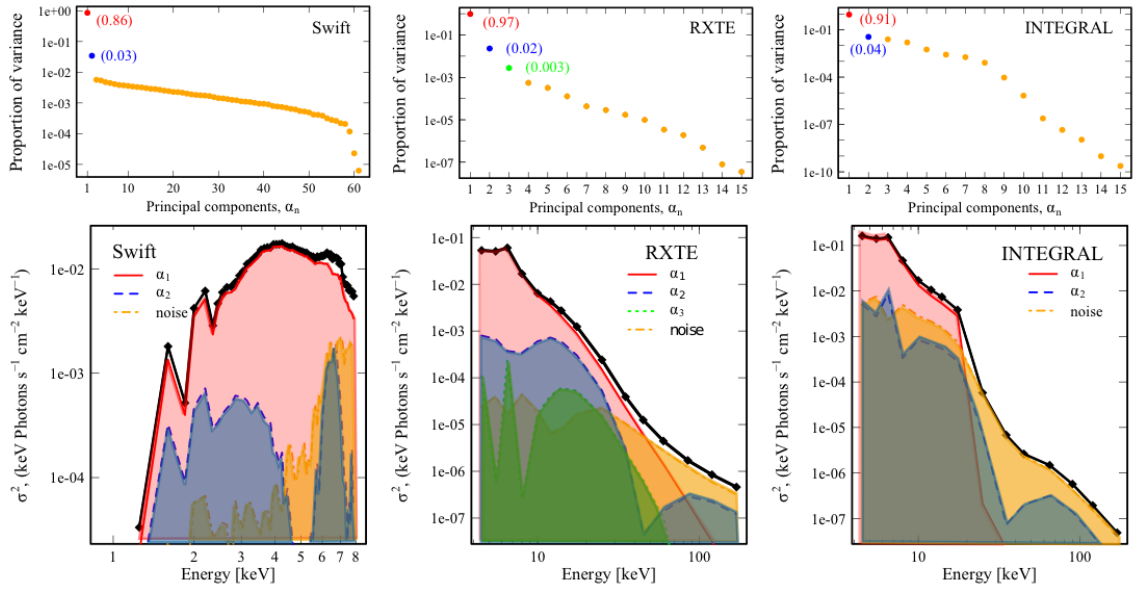 Proportion of variance
1e+00
1e-01
1e-02
1e-03
1e-04
1e-05
(0.86)
(0.03)
Swift
1 10 20 30 40 50 60
Principal components, αn
Proportion of variance
1e-01
1e-03
1e-05
1e-07
(0.97)
(0.02)
(0.003)
RXTE
1 2 3 4 5 6 7 8 9 10 11 12 13 14 15
Principal components, αn
Proportion of variance
1e-01
1e-04
1e-07
1e-10
(0.91)
(0.04)
INTEGRAL
1 2 3 4 5 6 7 8 9 10 11 12 13 14 15
Principal components, αn
σ², (keV Photons s⁻¹ cm⁻² keV⁻¹)
1e-02
1e-03
1e-04
Swift
α1
α2
noise
1 2 3 4 5 6 7 8
Energy [keV]
σ², (keV Photons s⁻¹ cm⁻² keV⁻¹)
1e-01
1e-02
1e-03
1e-04
1e-05
1e-06
1e-07
RXTE
α1
α2
α3
noise
10 100
Energy [keV]
σ², (keV Photons s⁻¹ cm⁻² keV⁻¹)
1e-01
1e-02
1e-03
1e-04
1e-05
1e-06
1e-07
INTEGRAL
α1
α2
noise
10 100
Energy [keV]